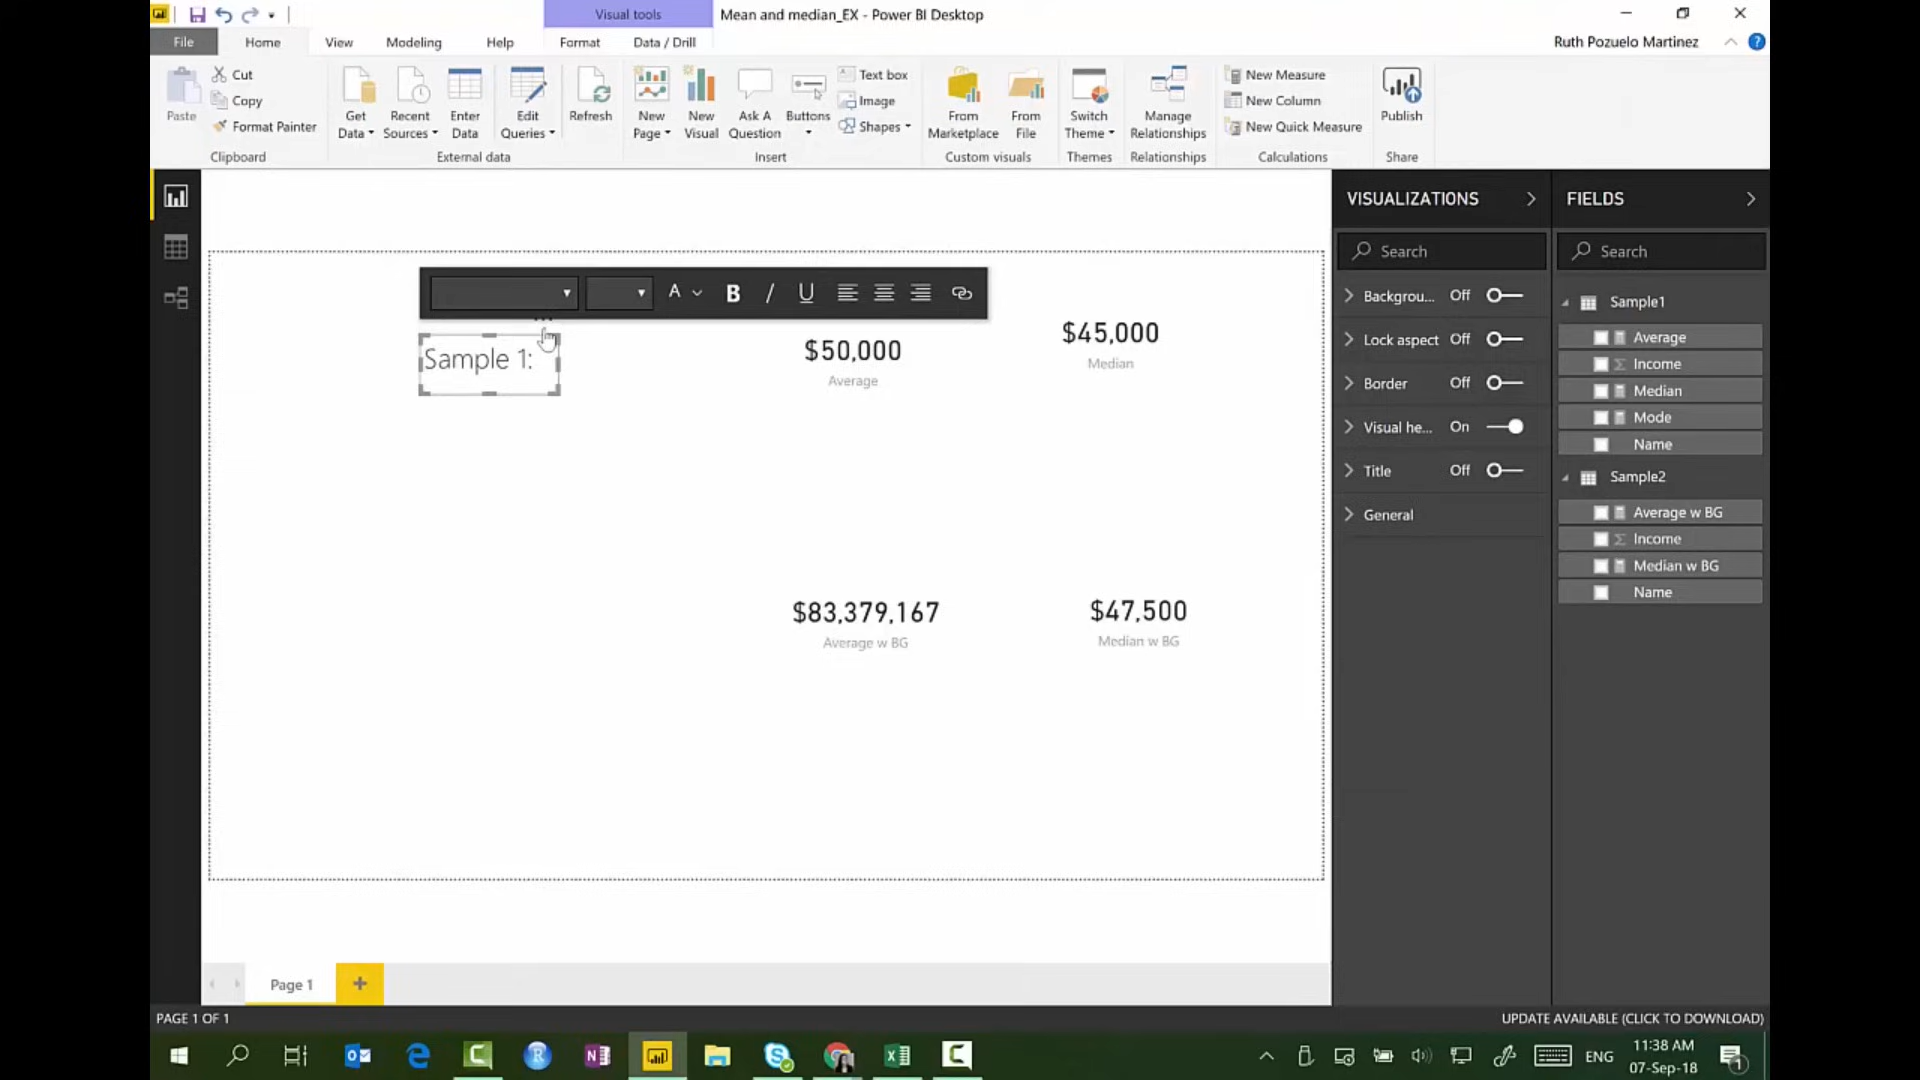 Visual tools
Mean and median_EX - Power BI Desktop
File
Home
View
Modeling
Help
Format
Data / Drill
Ruth Pozuelo Martinez
Paste
Cut
Copy
Format Painter
Clipboard
Get Data
Recent Sources
Enter Data
Edit Queries
External data
Refresh
New Page
New Visual
Ask A Question
Buttons
Text box
Image
Shapes
Insert
From Marketplace
From File
Custom visuals
Switch Theme
Themes
Manage Relationships
Relationships
New Measure
New Column
New Quick Measure
Calculations
Publish
Share
A
B
/
U
Sample 1:
$50,000
Average
$45,000
Median
$83,379,167
Average w BG
$47,500
Median w BG
VISUALIZATIONS
Search
Backgrou... Off
Lock aspect Off
Border Off
Visual he... On
Title Off
General
FIELDS
Search
Sample1
Average
Income
Median
Mode
Name
Sample2
Average w BG
Income
Median w BG
Name
Page 1
PAGE 1 OF 1
UPDATE AVAILABLE (CLICK TO DOWNLOAD)
ENG
11:38 AM
07-Sep-18